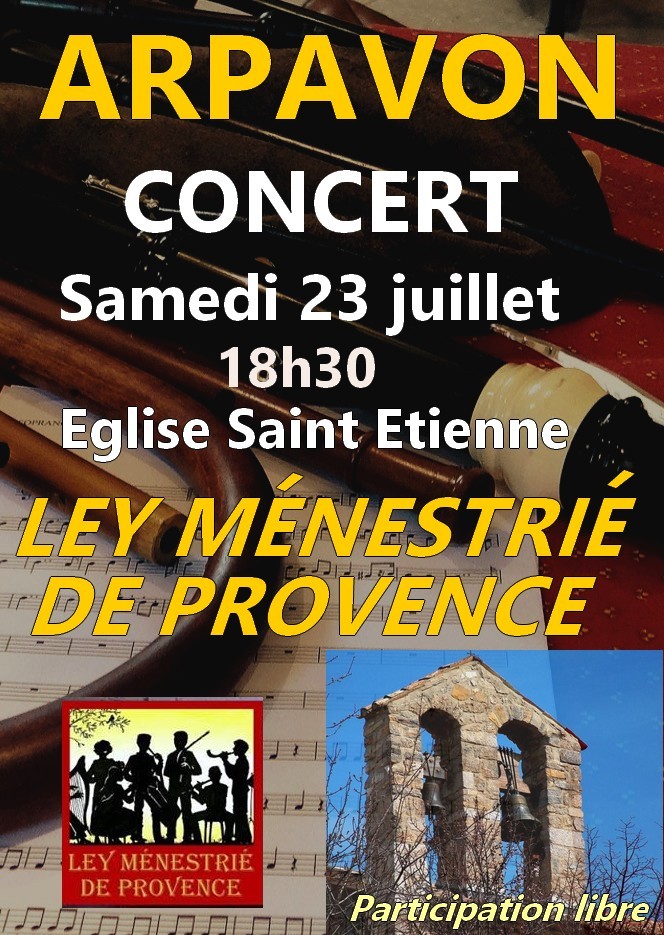 ARPAVON
CONCERT
Samedi 23 juillet
18h30
Eglise Saint Etienne
SOPRANO
LEY MÉNESTRIÉ
DE PROVENCE
LEY MÉNESTRIÉ
DE PROVENCE
Participation libre